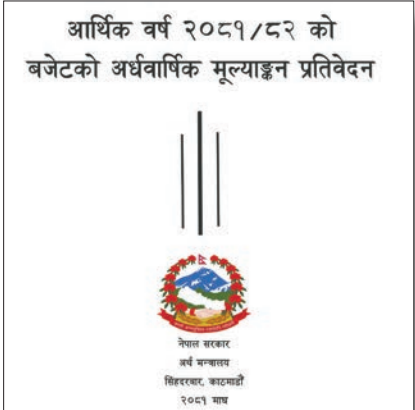 आर्थिक वर्ष २०८१/८२ को
बजेटको अर्धवार्षिक मूल्याङ्कन प्रतिवेदन
नेपाल सरकार
अर्थ मन्त्रालय
सिंहदरबार, काठमाडौं
२०८१ माघ